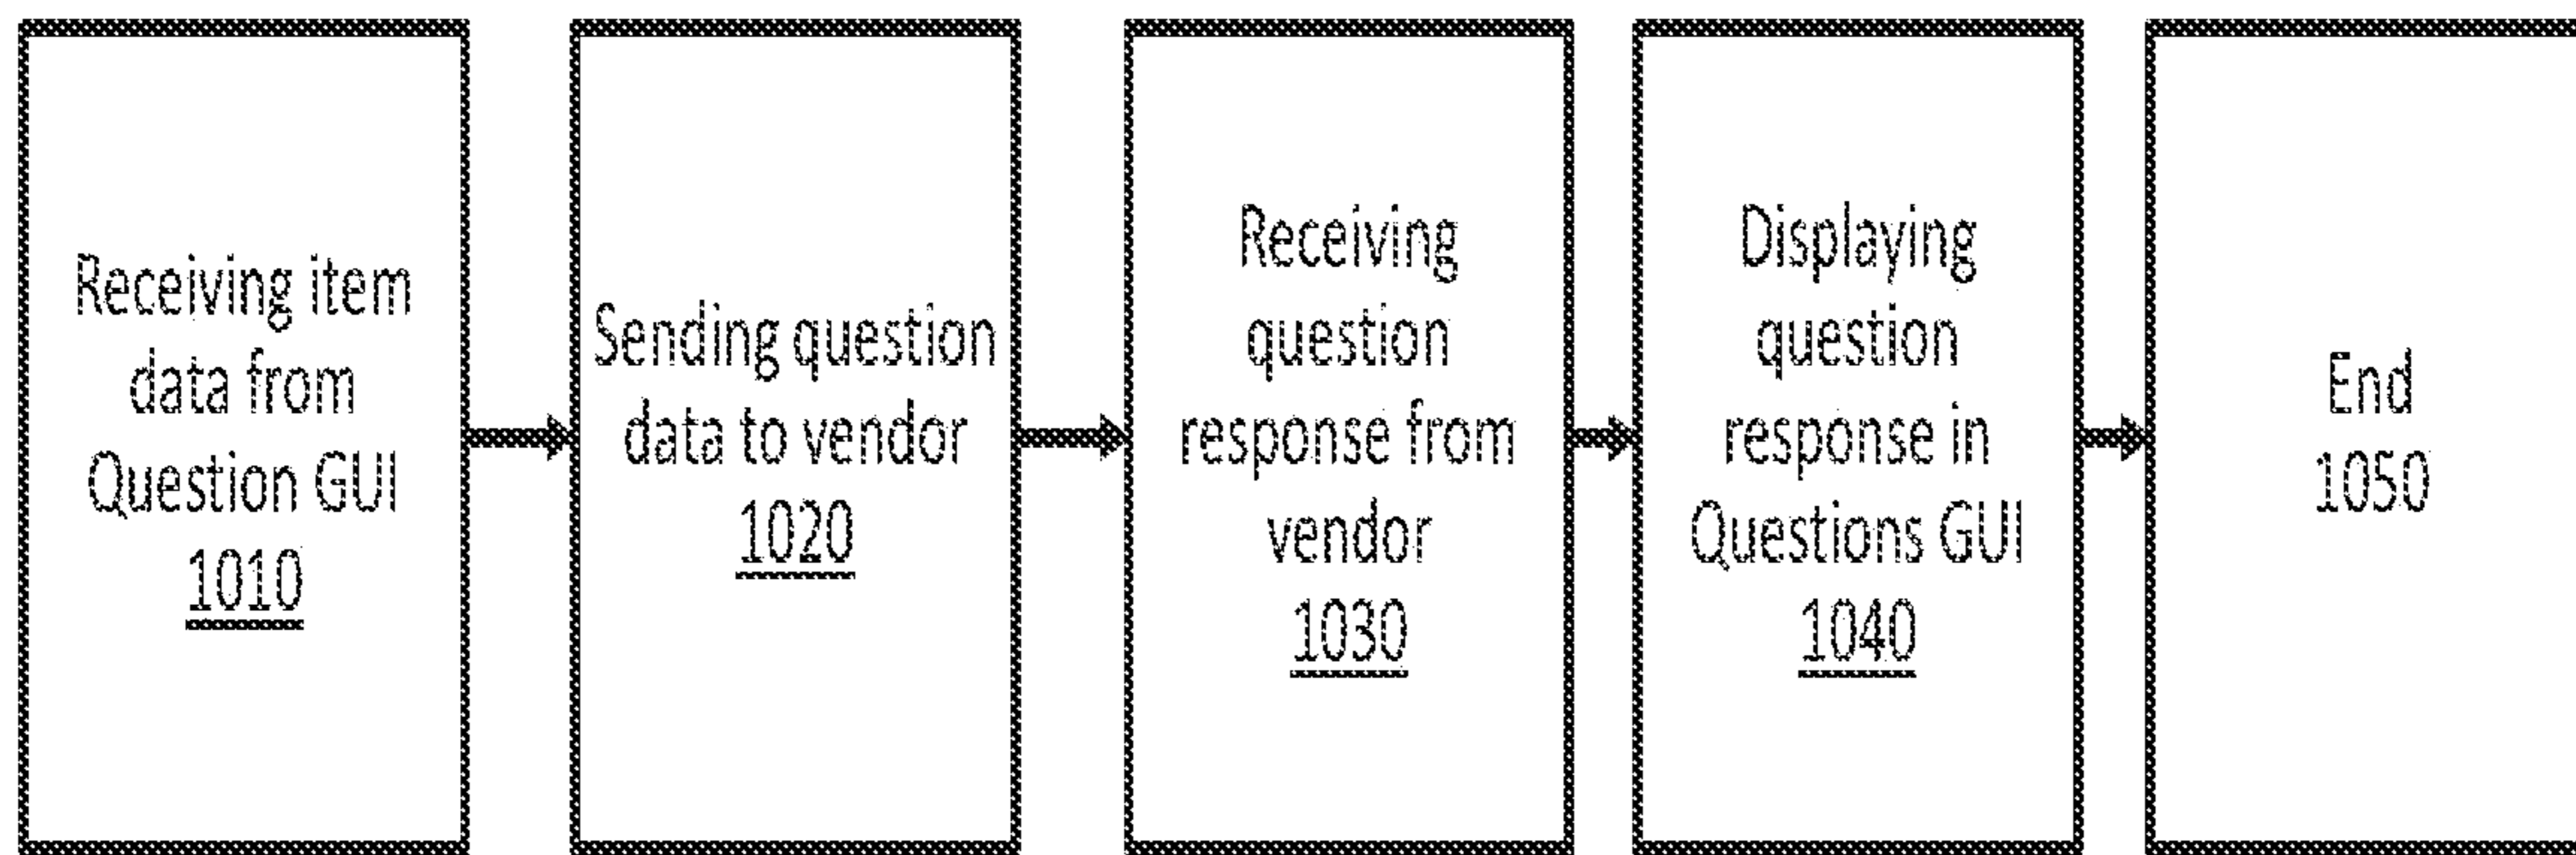 Receiving item
data from
Question GUI
1010
Sending question
data to vendor
1020
Receiving
question
response from
vendor
1030
Displaying
question
response in
Questions GUI
1040
End
1050